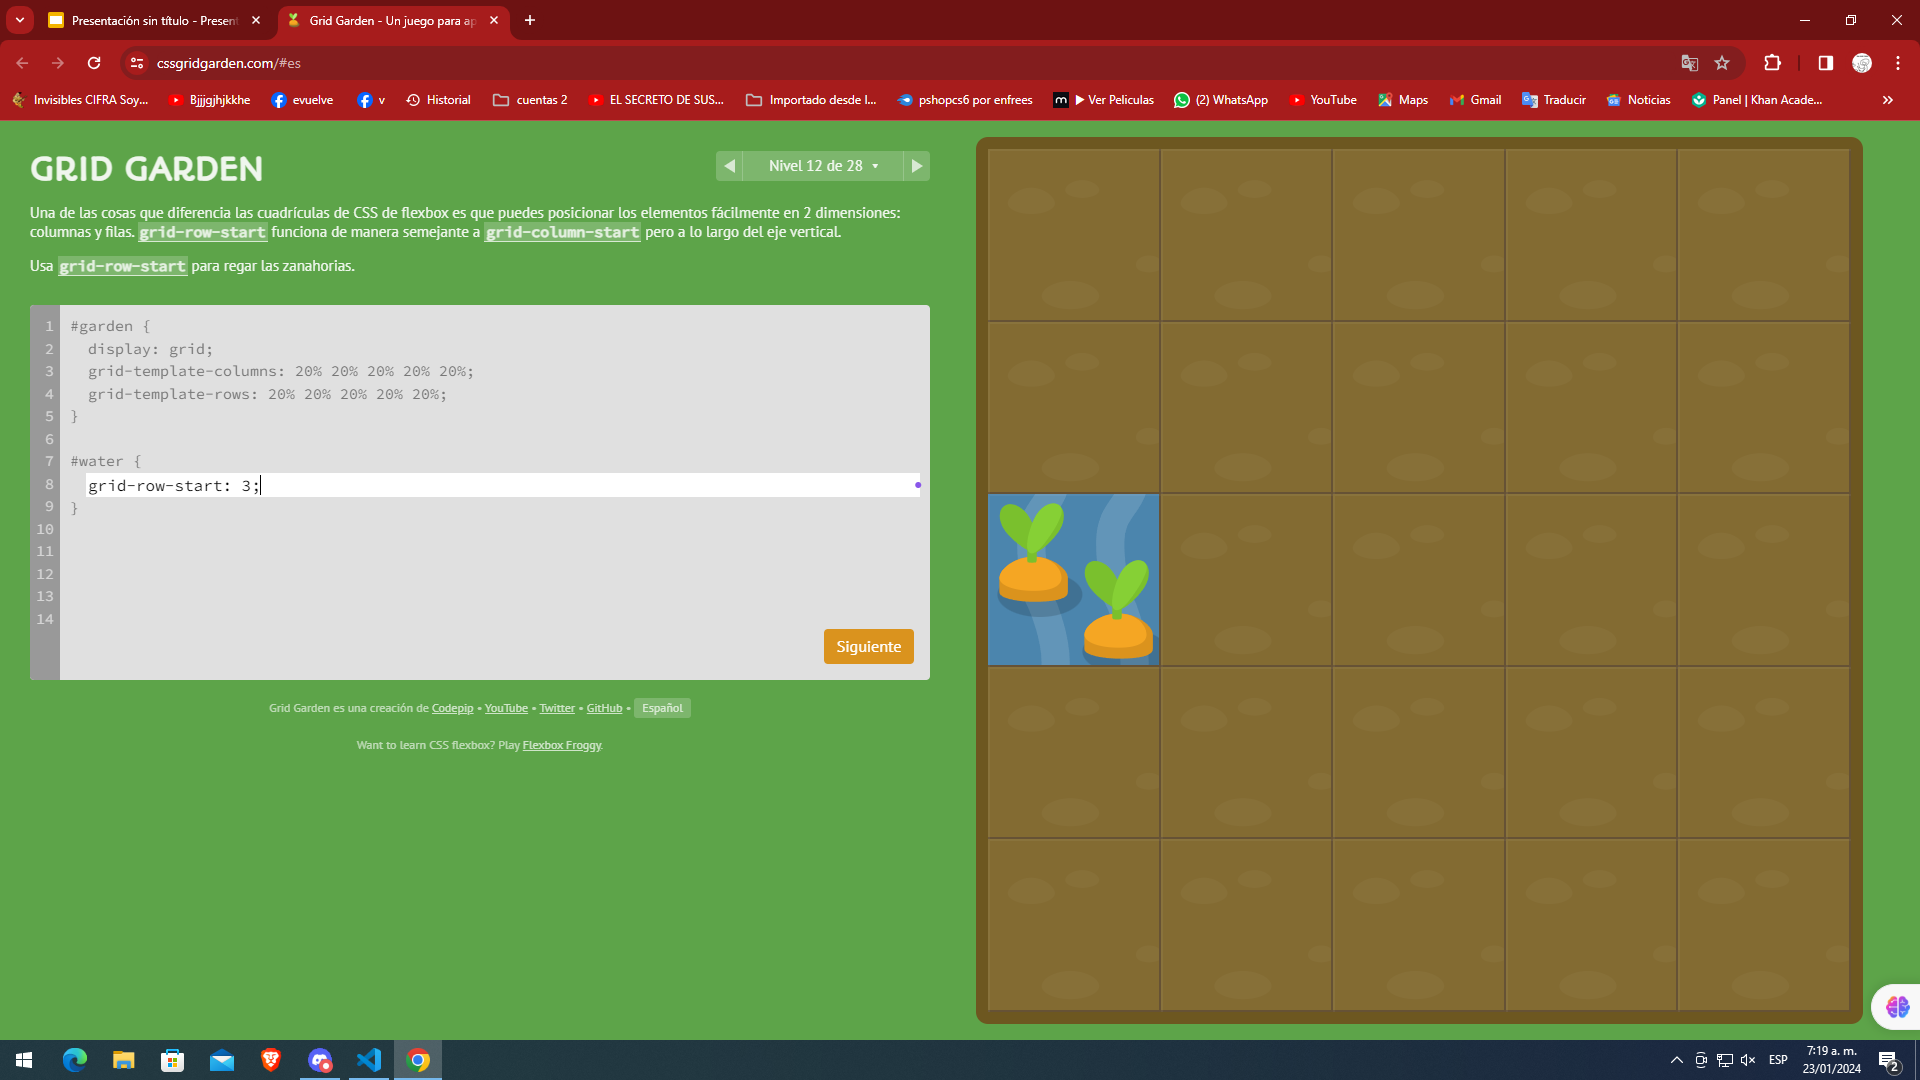 Presentación sin título - Present
Grid Garden - Un juego para ap
cssgridgarden.com/#es
Invisibles CIFRA Soy...
Bjjjgjhjkkhe
evuelve
v
Historial
cuentas 2
EL SECRETO DE SUS...
Importado desde I...
pshopcs6 por enfrees
m
▶ Ver Peliculas
(2) WhatsApp
YouTube
Maps
Gmail
Traducir
Noticias
Panel | Khan Acade...
GRID GARDEN
Nivel 12 de 28
Una de las cosas que diferencia las cuadrículas de CSS de flexbox es que puedes posicionar los elementos fácilmente en 2 dimensiones:
columnas y filas. grid-row-start funciona de manera semejante a grid-column-start pero a lo largo del eje vertical.
Usa grid-row-start para regar las zanahorias.
1 #garden {
2 display: grid;
3 grid-template-columns: 20% 20% 20% 20% 20%;
4 grid-template-rows: 20% 20% 20% 20% 20%;
5 }
6
7 #water {
8 grid-row-start: 3;
9 }
10
11
12
13
14
Siguiente
Grid Garden es una creación de Codepip • YouTube • Twitter • GitHub • Español
Want to learn CSS flexbox? Play Flexbox Froggy.
ESP
7:19 a. m.
23/01/2024
2